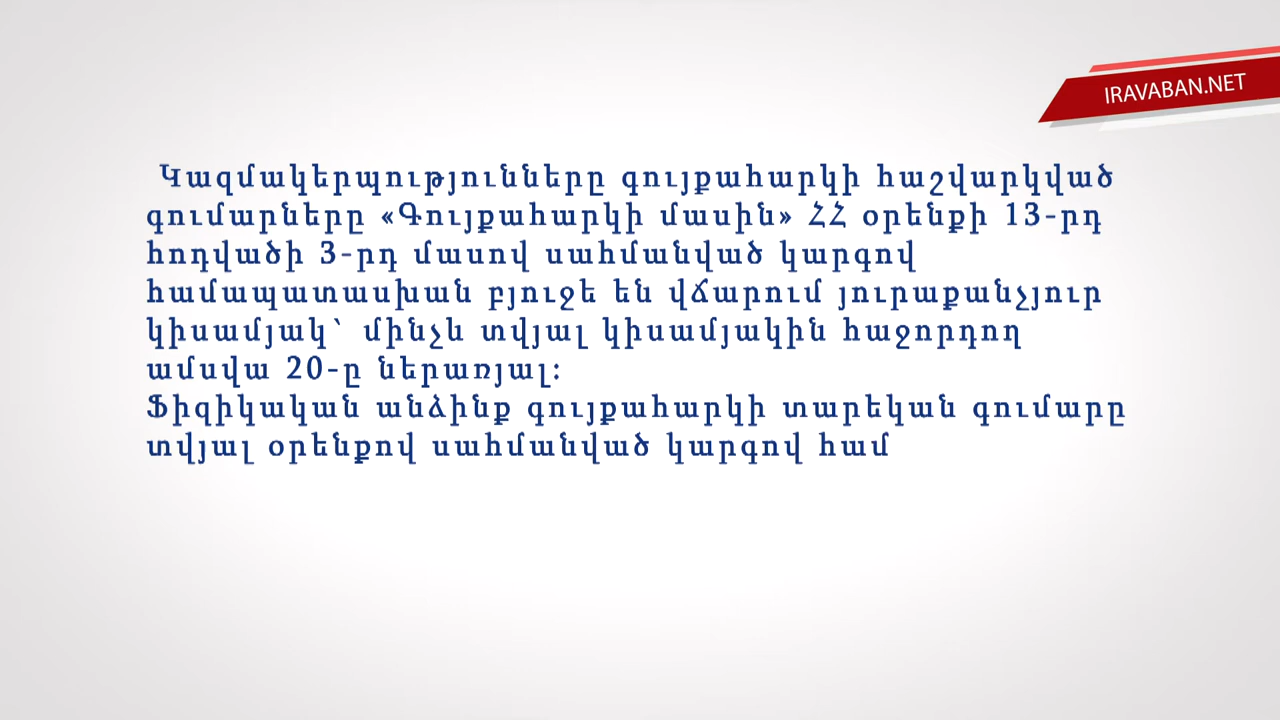 IRAVABAN.NET
Կազմակերպությունները գույքահարկի հաշվարկված
գումարները «Գույքահարկի մասին» ՀՀ օրենքի 13-րդ
հոդվածի 3-րդ մասով սահմանված կարգով
համապատասխան բյուջե են վճարում յուրաքանչյուր
կիսամյակ՝ մինչև տվյալ կիսամյակին հաջորդող
ամսվա 20-ը ներառյալ:
Ֆիզիկական անձինք գույքահարկի տարեկան գումարը
տվյալ օրենքով սահմանված կարգով համ